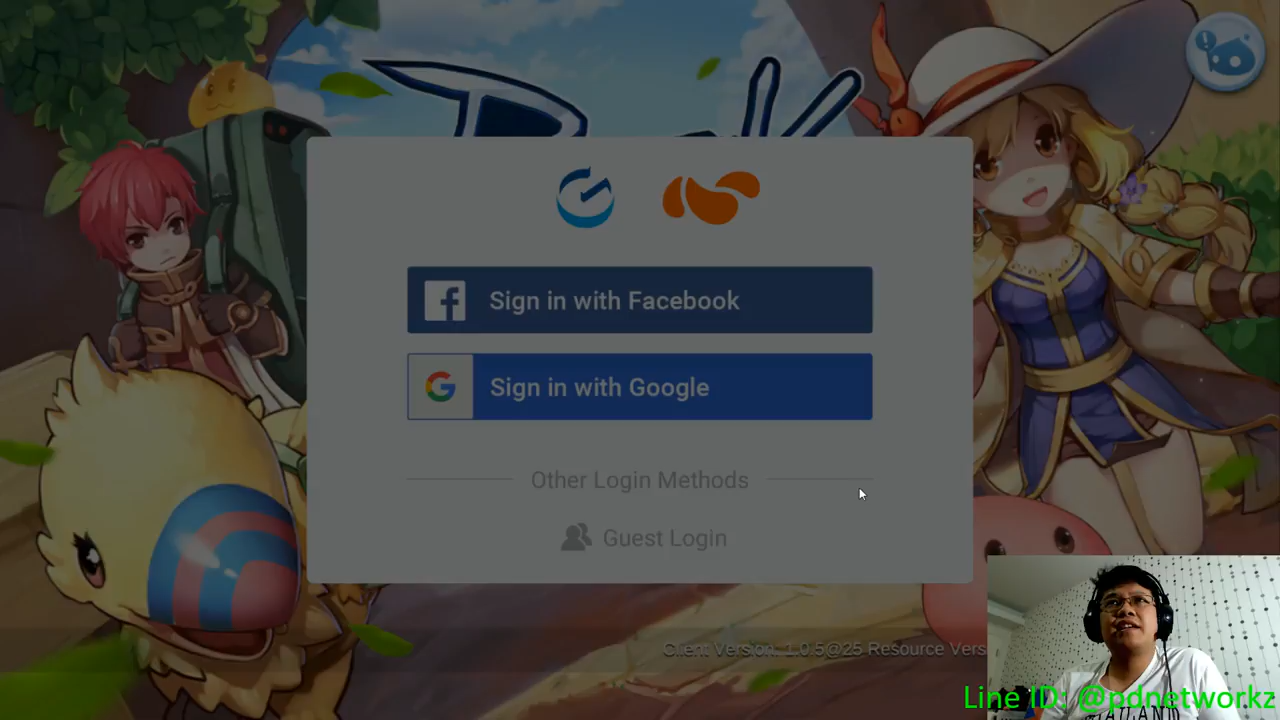 Sign in with Facebook
Sign in with Google
Other Login Methods
Guest Login
Client Version: 1.0.5@25 Resource Vers
Line ID: @pdnetworkz